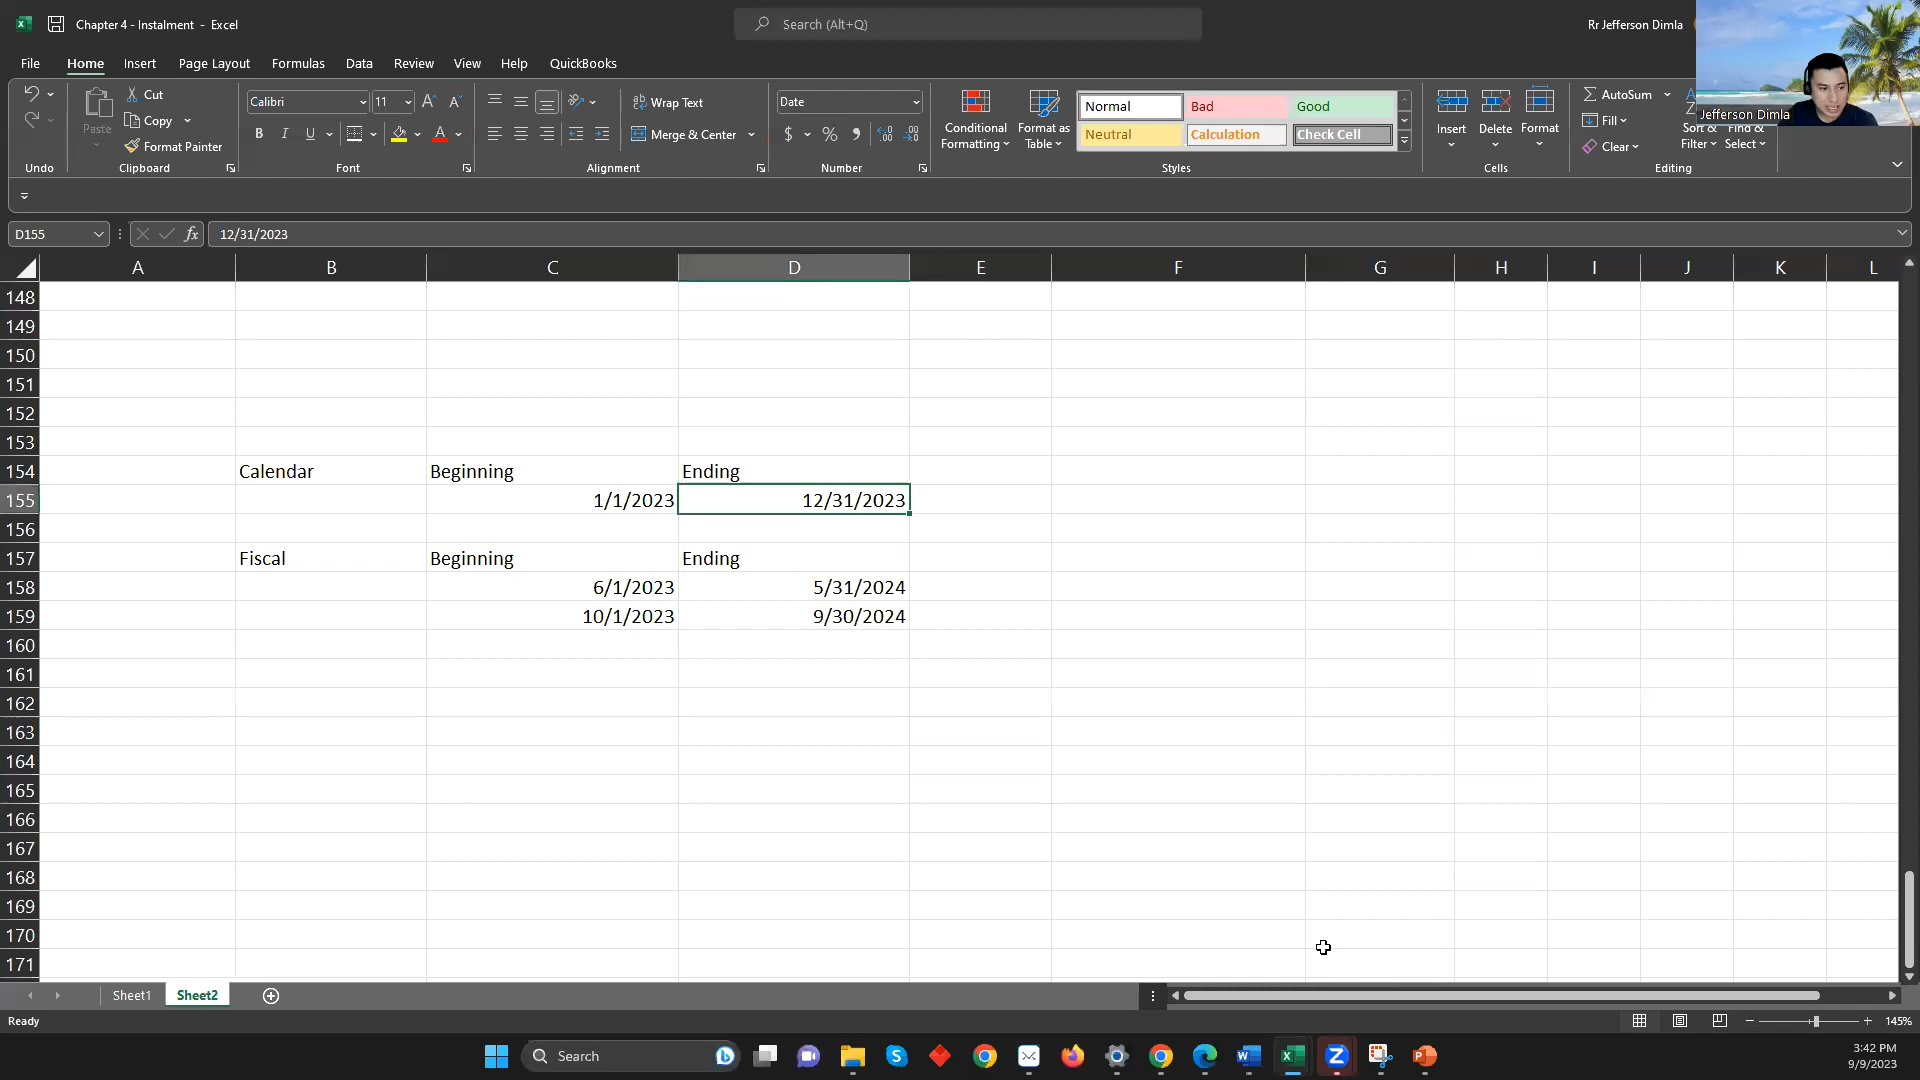 Chapter 4 - Instalment - Excel
Search (Alt+Q)
Rr Jefferson Dimla
File Home Insert Page Layout Formulas Data Review View Help QuickBooks
Jefferson Dimla
Paste
Cut
Copy
Format Painter
Calibri 11
B I U
A
Wrap Text
Merge & Center
Date
$ %
Conditional Formatting
Format as Table
Normal Bad Good
Neutral Calculation Check Cell
Insert Delete Format
AutoSum
Fill
Clear
Sort & Filter
Find & Select
Undo Clipboard Font Alignment Number Styles Cells Editing
D155 fx 12/31/2023
A B C D E F G H I J K L
148
149
150
151
152
153
154 Calendar Beginning Ending
155 1/1/2023 12/31/2023
156
157 Fiscal Beginning Ending
158 6/1/2023 5/31/2024
159 10/1/2023 9/30/2024
160
161
162
163
164
165
166
167
168
169
170
171
Sheet1 Sheet2
Ready
145%
Search
3:42 PM
9/9/2023